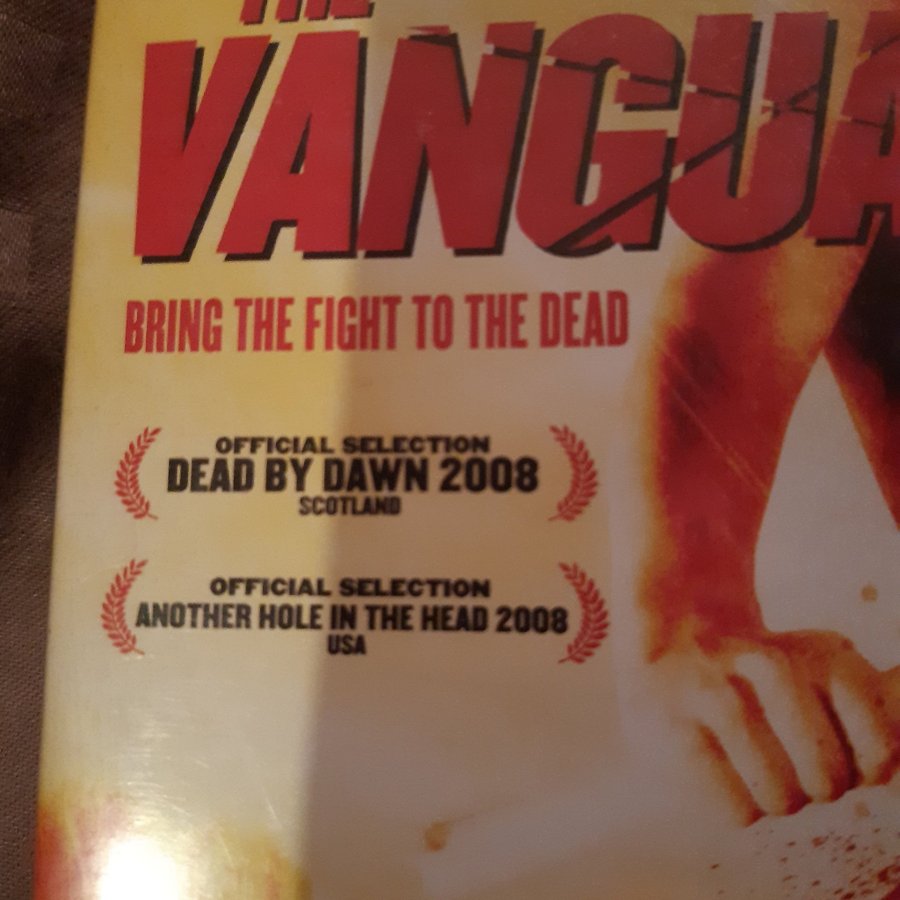 THE
VANGUA
BRING THE FIGHT TO THE DEAD
OFFICIAL SELECTION
DEAD BY DAWN 2008
SCOTLAND
OFFICIAL SELECTION
ANOTHER HOLE IN THE HEAD 2008
USA